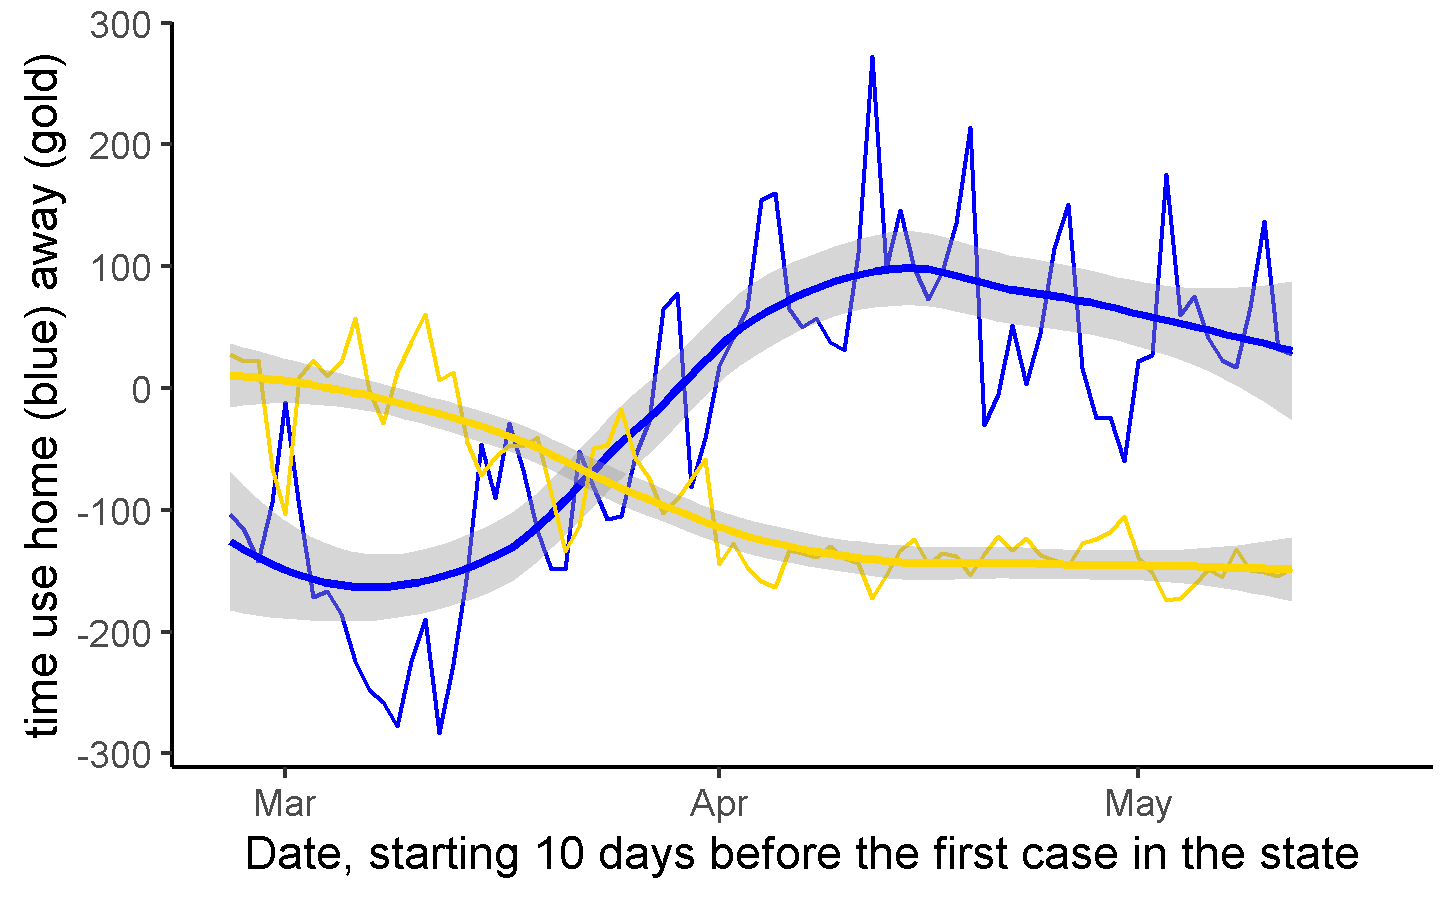 time use home (blue) away (gold)
300
200
100
0
-100
-200
-300
Mar
Apr
May
Date, starting 10 days before the first case in the state